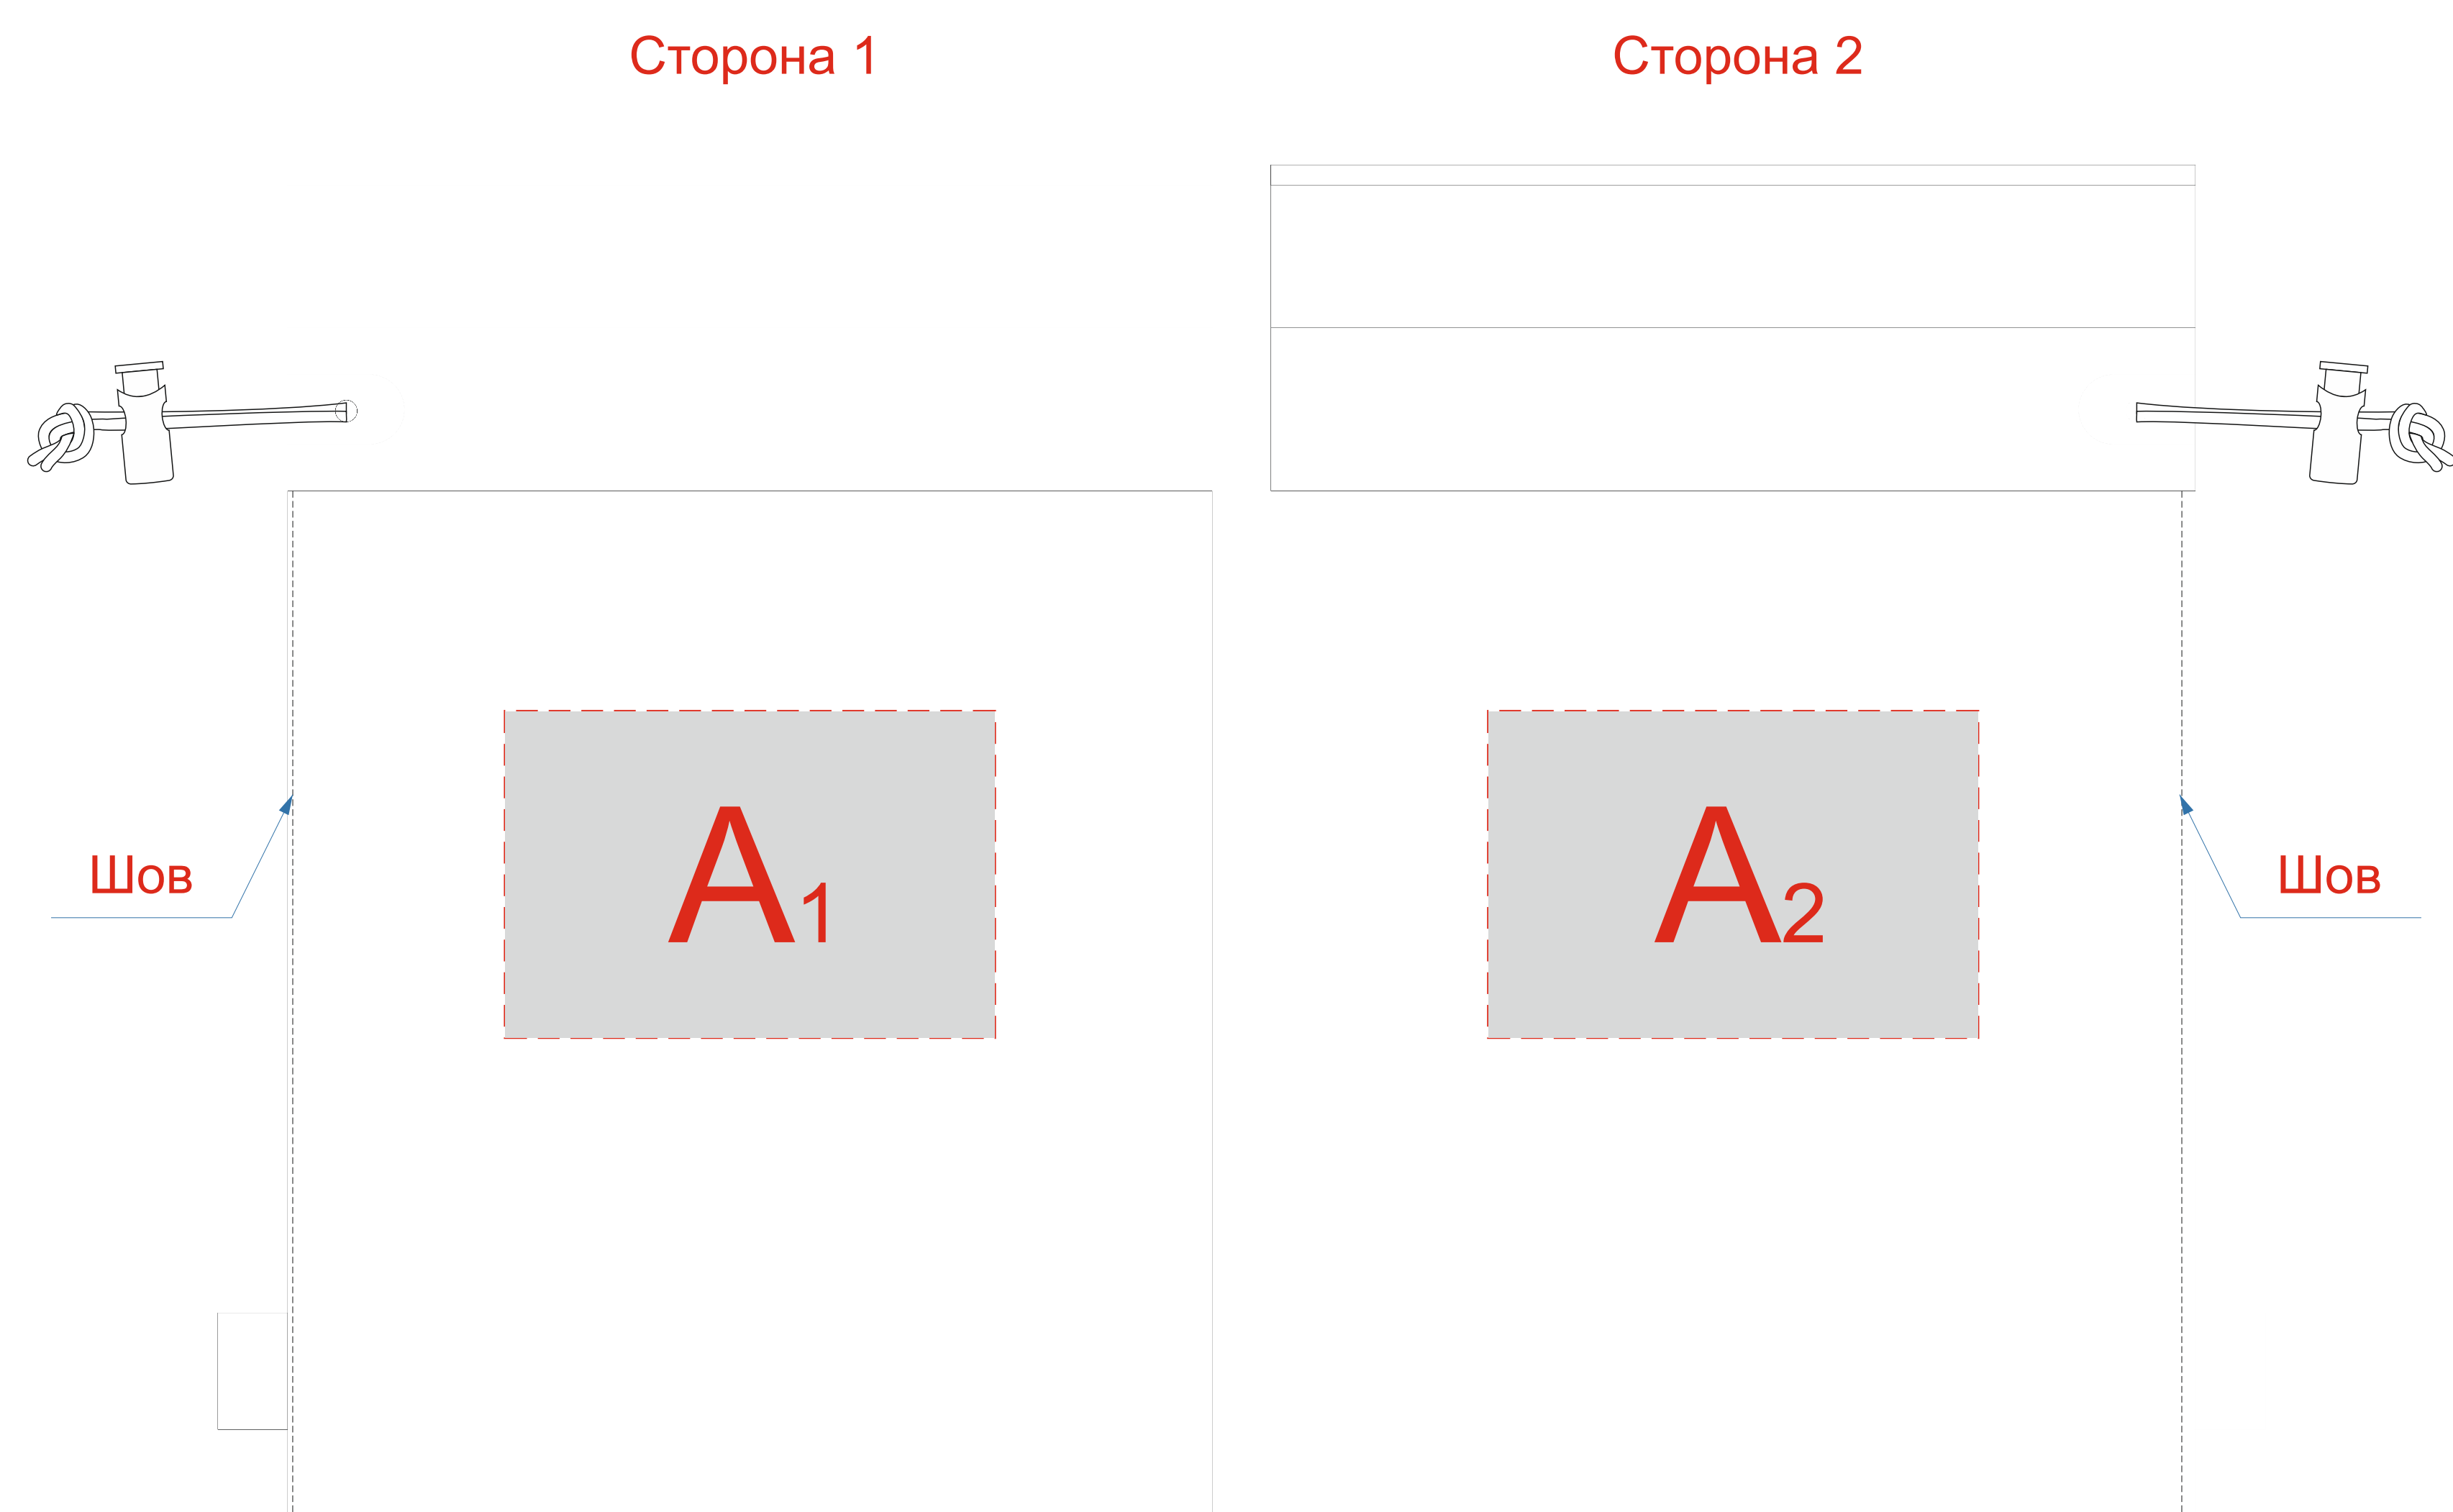 Сторона 1
Сторона 2
A1
A2
Шов
Шов